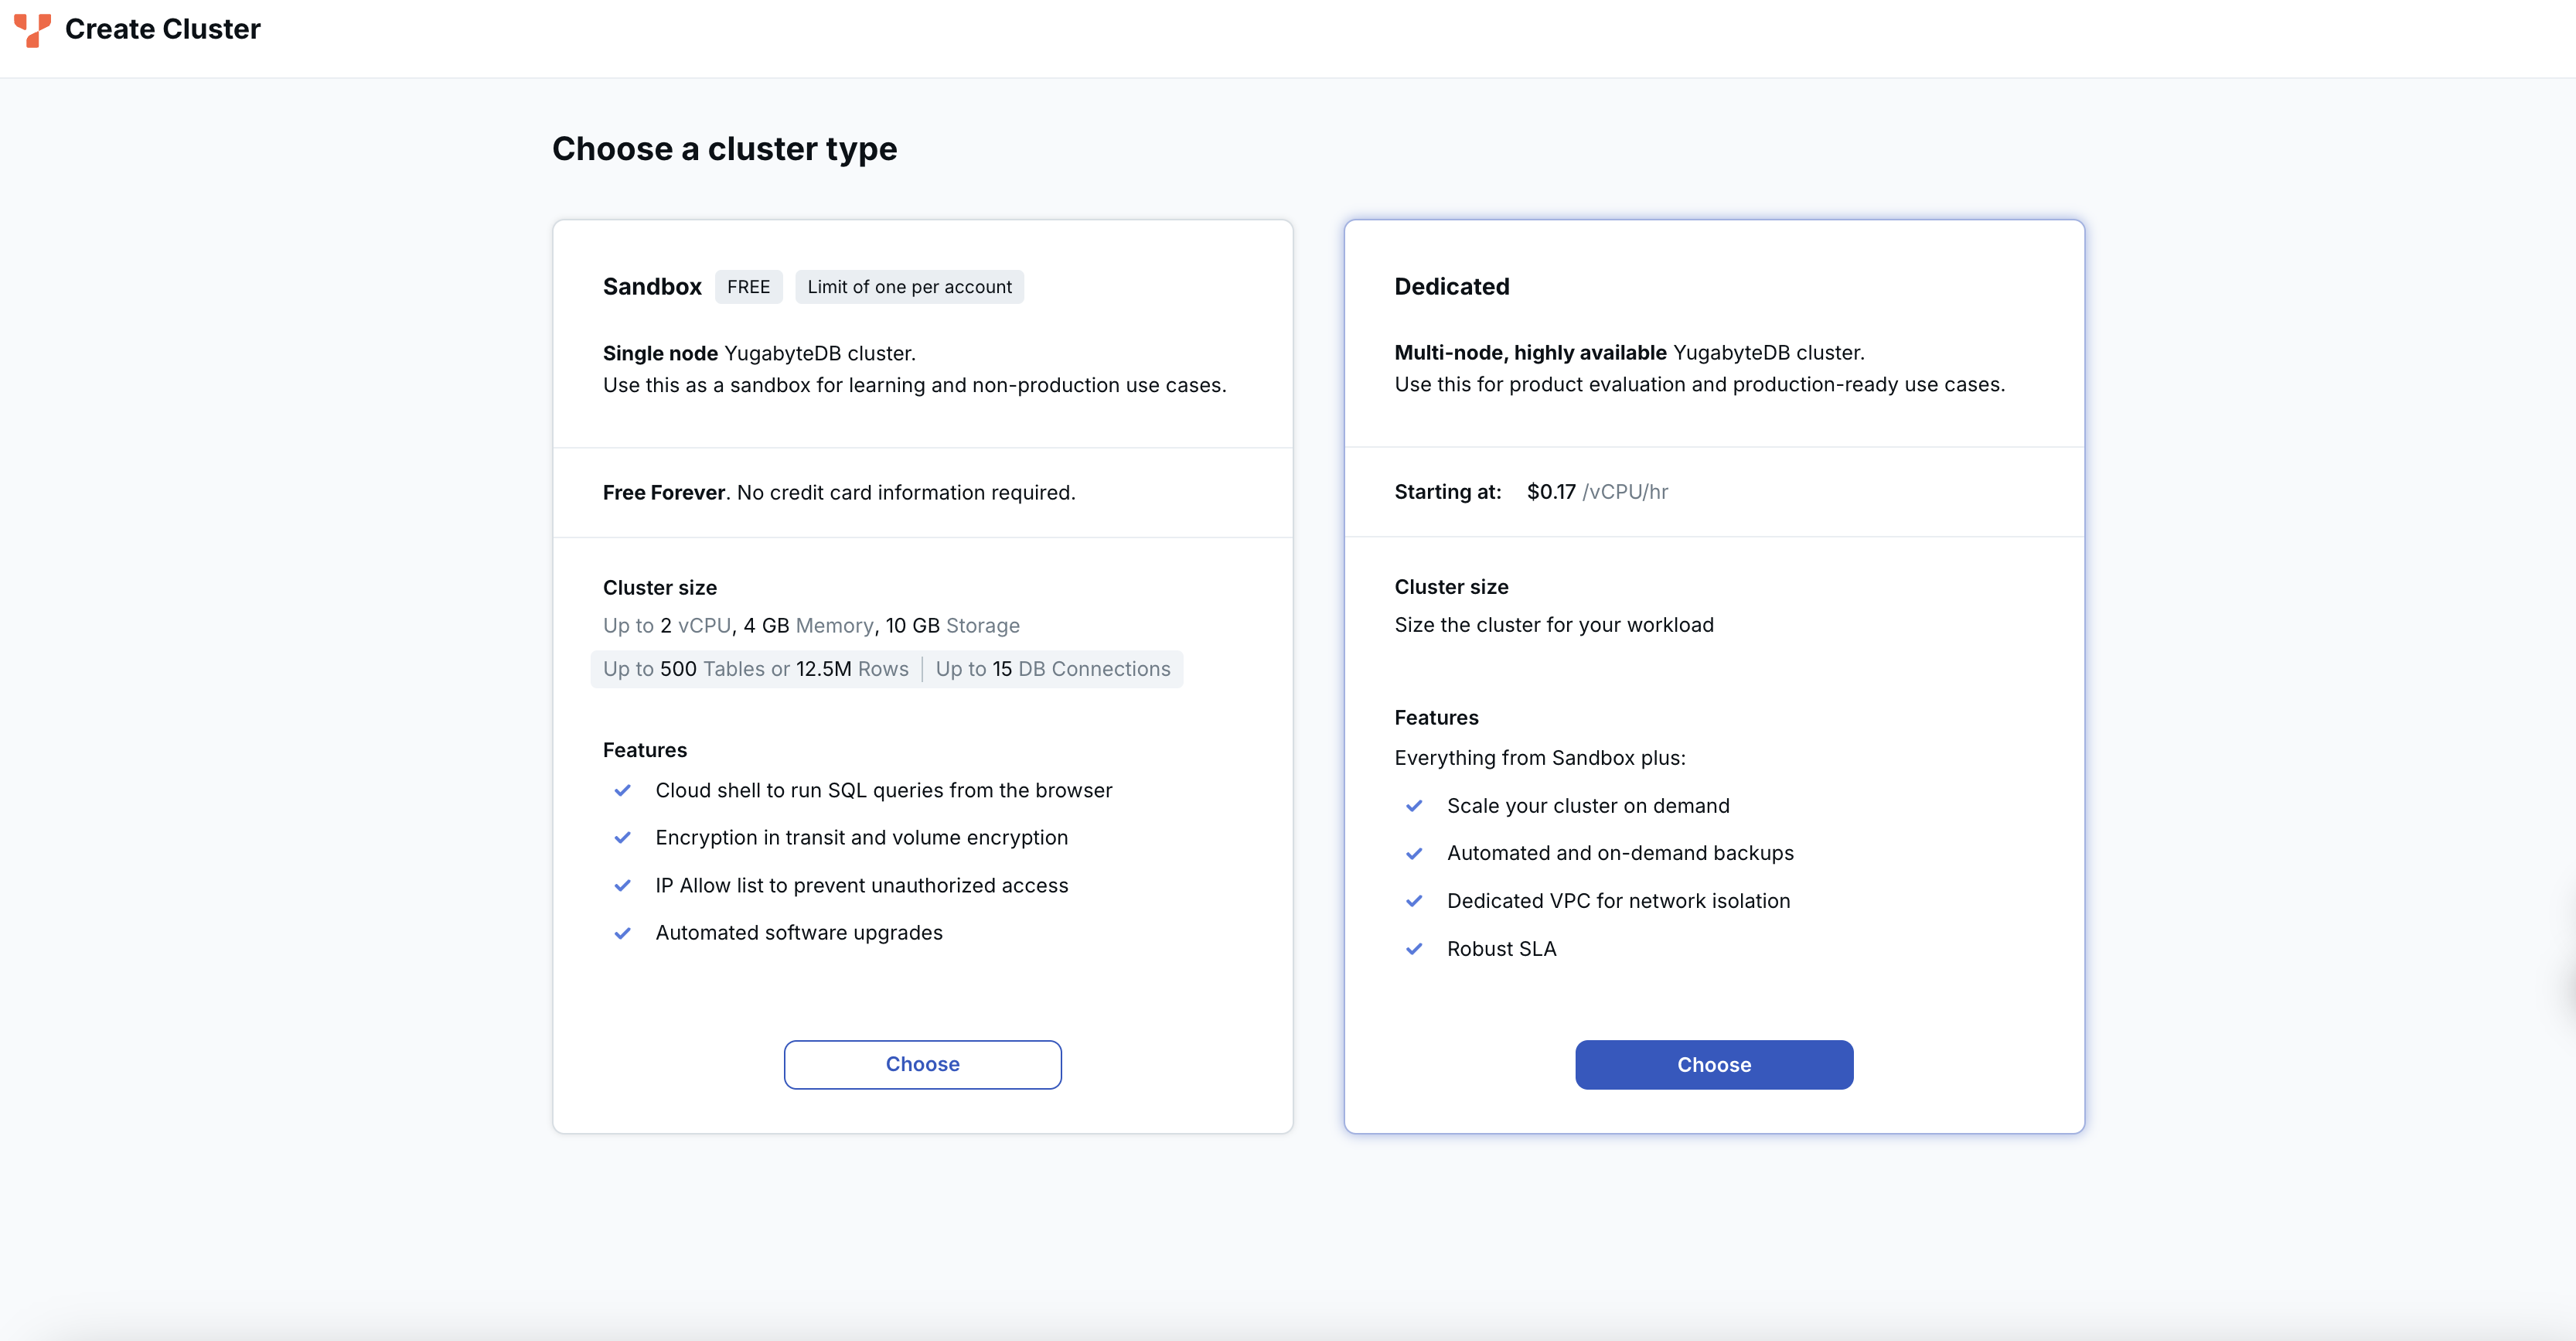 Create Cluster
Choose a cluster type
Sandbox FREE Limit of one per account
Single node YugabyteDB cluster.
Use this as a sandbox for learning and non-production use cases.
Free Forever. No credit card information required.
Cluster size
Up to 2 vCPU, 4 GB Memory, 10 GB Storage
Up to 500 Tables or 12.5M Rows | Up to 15 DB Connections
Features
Cloud shell to run SQL queries from the browser
Encryption in transit and volume encryption
IP Allow list to prevent unauthorized access
Automated software upgrades
Choose
Dedicated
Multi-node, highly available YugabyteDB cluster.
Use this for product evaluation and production-ready use cases.
Starting at: $0.17 /vCPU/hr
Cluster size
Size the cluster for your workload
Features
Everything from Sandbox plus:
Scale your cluster on demand
Automated and on-demand backups
Dedicated VPC for network isolation
Robust SLA
Choose